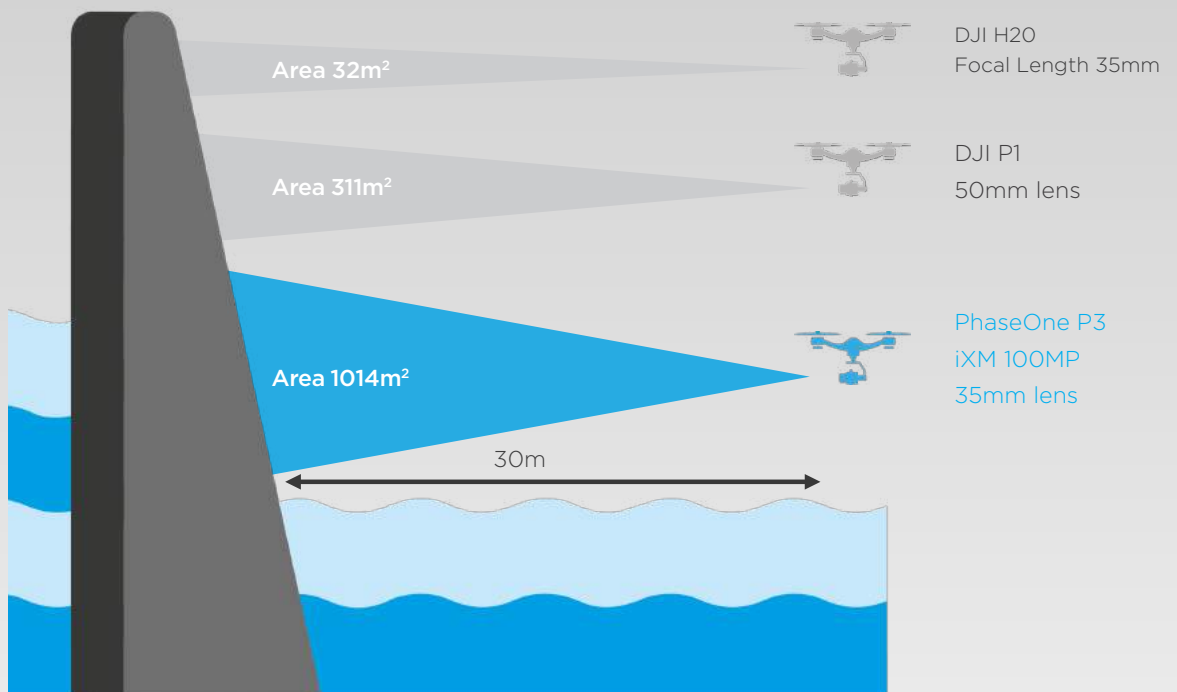 Area 32m²
DJI H20
Focal Length 35mm
Area 311m²
DJI P1
50mm lens
Area 1014m²
PhaseOne P3
iXM 100MP
35mm lens
30m